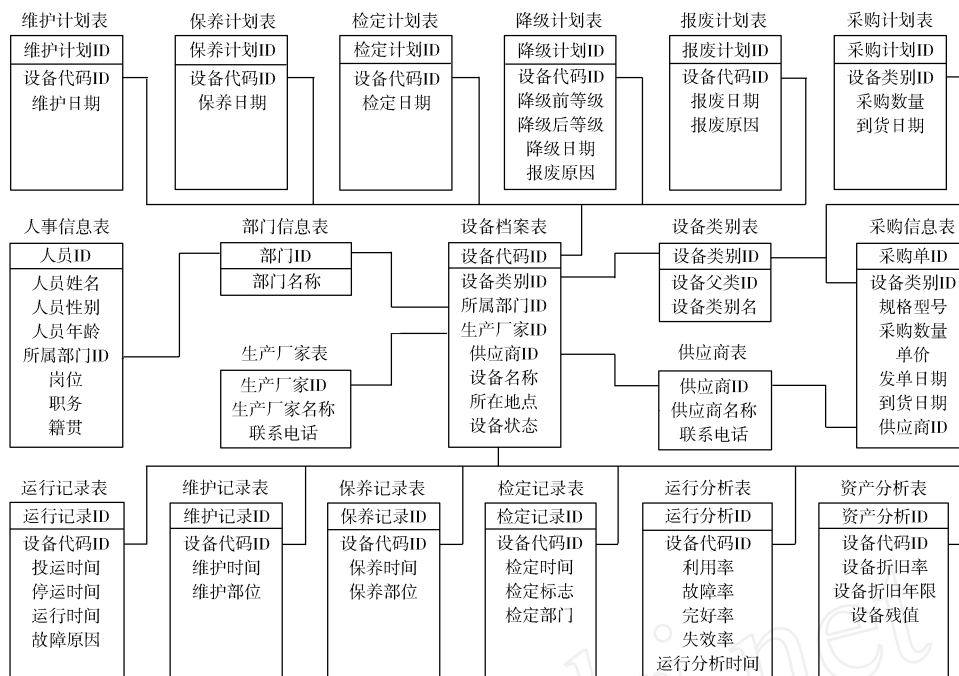 维护计划表
维护计划ID
设备代码ID
维护日期
保养计划表
保养计划ID
设备代码ID
保养日期
检定计划表
检定计划ID
设备代码ID
检定日期
降级计划表
降级计划ID
设备代码ID
降级前等级
降级后等级
降级日期
报废原因
报废计划表
报废计划ID
设备代码ID
报废日期
报废原因
采购计划表
采购计划ID
设备类别ID
采购数量
到货日期
人事信息表
人员ID
人员姓名
人员性别
人员年龄
所属部门ID
岗位
职务
籍贯
部门信息表
部门ID
部门名称
生产厂家表
生产厂家ID
生产厂家名称
联系电话
设备档案表
设备代码ID
设备类别ID
所属部门ID
生产厂家ID
供应商ID
设备名称
所在地点
设备状态
设备类别表
设备类别ID
设备父类ID
设备类别名
供应商表
供应商ID
供应商名称
联系电话
采购信息表
采购单ID
设备类别ID
规格型号
采购数量
单价
发单日期
到货日期
供应商ID
运行记录表
运行记录ID
设备代码ID
投运时间
停运时间
运行时间
故障原因
维护记录表
维护记录ID
设备代码ID
维护时间
维护部位
保养记录表
保养记录ID
设备代码ID
保养时间
保养部位
检定记录表
检定记录ID
设备代码ID
检定时间
检定标志
检定部门
运行分析表
运行分析ID
设备代码ID
利用率
故障率
完好率
失效率
运行分析时间
资产分析表
资产分析ID
设备代码ID
设备折旧率
设备折旧年限
设备残值